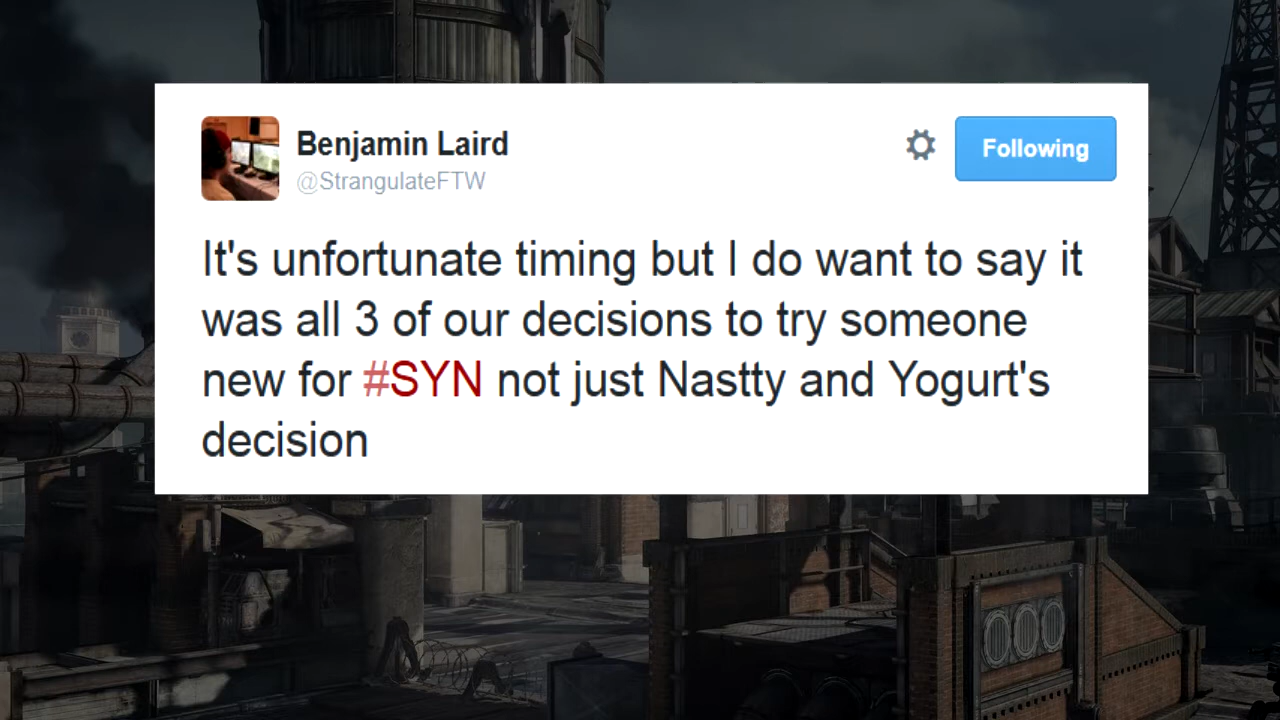 Benjamin Laird
@StrangulateFTW
Following
It's unfortunate timing but I do want to say it
was all 3 of our decisions to try someone
new for #SYN not just Nastty and Yogurt's
decision